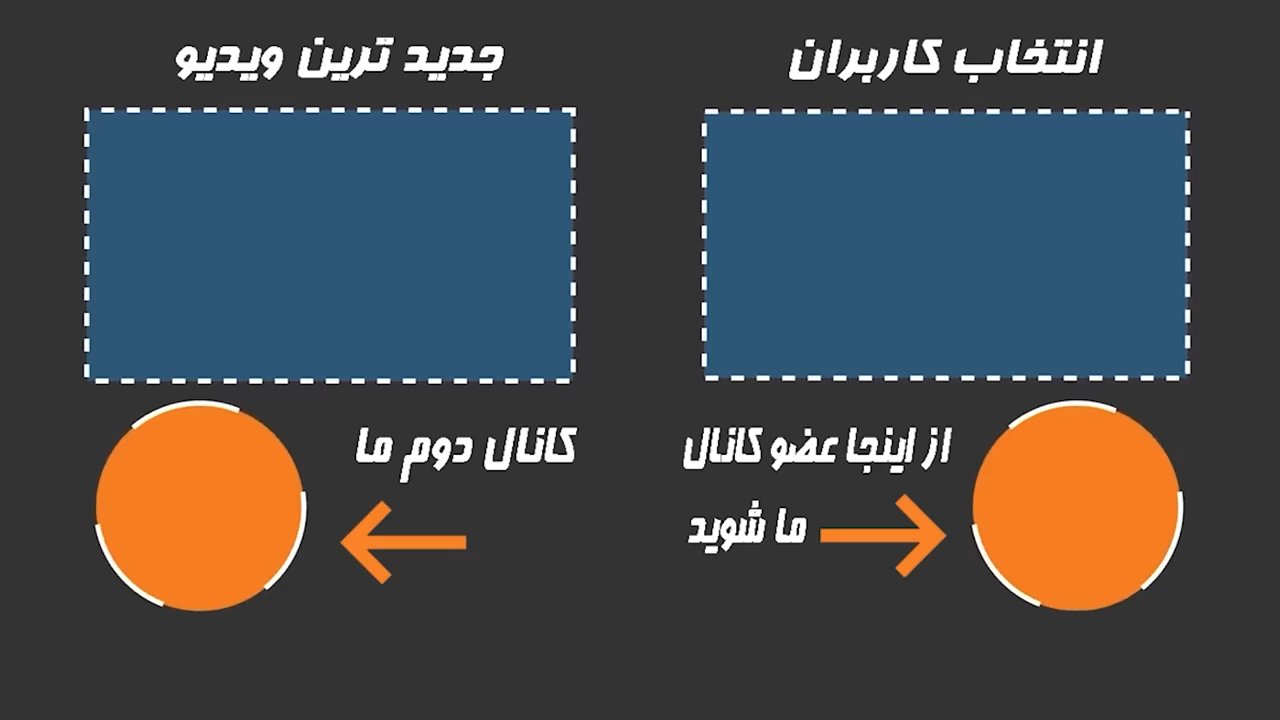 انتخاب کاربران
جدید ترین ویدیو
از اینجا عضو کانال
ما شوید
کانال دوم ما